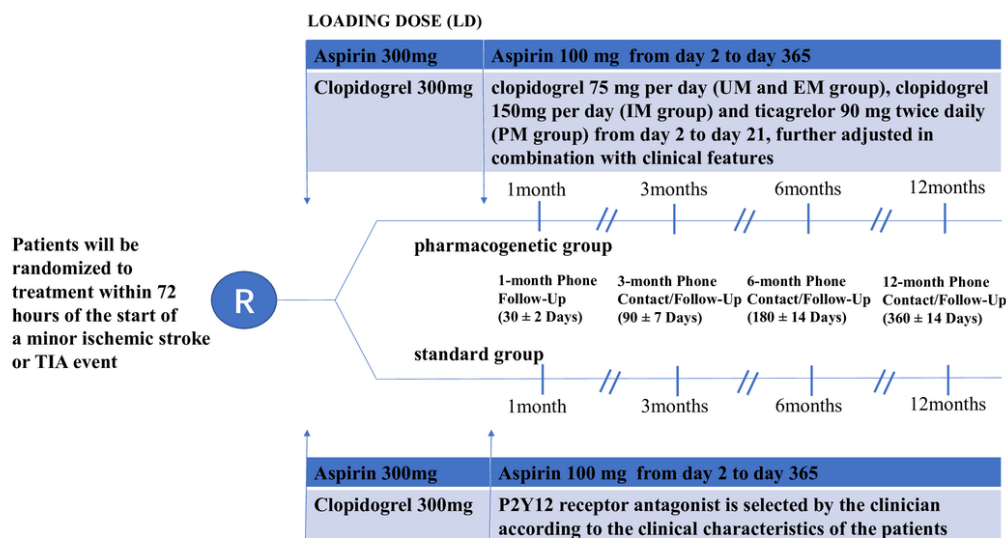 LOADING DOSE (LD)
Aspirin 300mg
Aspirin 100 mg from day 2 to day 365
Clopidogrel 300mg
clopidogrel 75 mg per day (UM and EM group), clopidogrel
150mg per day (IM group) and ticagrelor 90 mg twice daily
(PM group) from day 2 to day 21, further adjusted in
combination with clinical features
1month
3months
6months
12months
pharmacogenetic group
Patients will be
randomized to
treatment within 72
hours of the start of
a minor ischemic stroke
or TIA event
R
1-month Phone
Follow-Up
(30 ± 2 Days)
3-month Phone
Contact/Follow-Up
(90 ± 7 Days)
6-month Phone
Contact/Follow-Up
(180 ± 14 Days)
12-month Phone
Contact/Follow-Up
(360 ± 14 Days)
standard group
1month
3months
6months
12months
Aspirin 300mg
Aspirin 100 mg from day 2 to day 365
Clopidogrel 300mg
P2Y12 receptor antagonist is selected by the clinician
according to the clinical characteristics of the patients